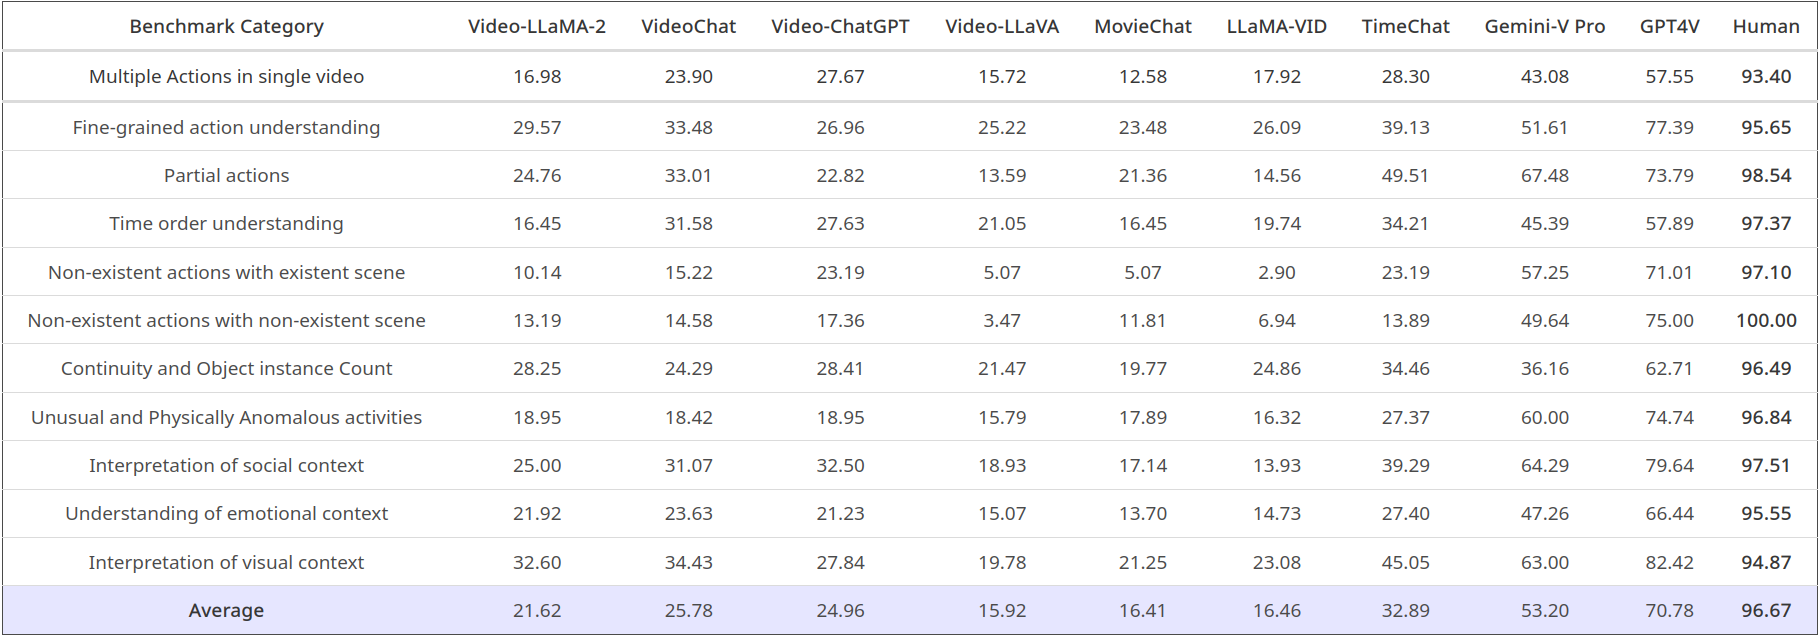 Benchmark Category Video-LLaMA-2 VideoChat Video-ChatGPT Video-LLaVA MovieChat LLaMA-VID TimeChat Gemini-V Pro GPT4V Human
Multiple Actions in single video 16.98 23.90 27.67 15.72 12.58 17.92 28.30 43.08 57.55 93.40
Fine-grained action understanding 29.57 33.48 26.96 25.22 23.48 26.09 39.13 51.61 77.39 95.65
Partial actions 24.76 33.01 22.82 13.59 21.36 14.56 49.51 67.48 73.79 98.54
Time order understanding 16.45 31.58 27.63 21.05 16.45 19.74 34.21 45.39 57.89 97.37
Non-existent actions with existent scene 10.14 15.22 23.19 5.07 5.07 2.90 23.19 57.25 71.01 97.10
Non-existent actions with non-existent scene 13.19 14.58 17.36 3.47 11.81 6.94 13.89 49.64 75.00 100.00
Continuity and Object instance Count 28.25 24.29 28.41 21.47 19.77 24.86 34.46 36.16 62.71 96.49
Unusual and Physically Anomalous activities 18.95 18.42 18.95 15.79 17.89 16.32 27.37 60.00 74.74 96.84
Interpretation of social context 25.00 31.07 32.50 18.93 17.14 13.93 39.29 64.29 79.64 97.51
Understanding of emotional context 21.92 23.63 21.23 15.07 13.70 14.73 27.40 47.26 66.44 95.55
Interpretation of visual context 32.60 34.43 27.84 19.78 21.25 23.08 45.05 63.00 82.42 94.87
Average 21.62 25.78 24.96 15.92 16.41 16.46 32.89 53.20 70.78 96.67